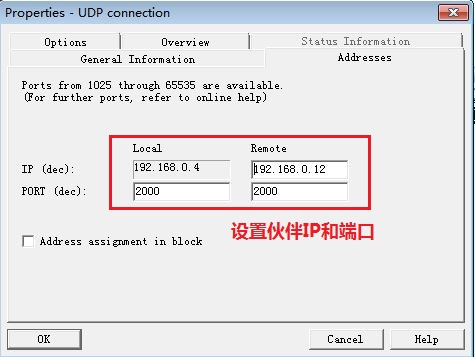 Properties - UDP connection
Options Overview Status Information
General Information Addresses
Ports from 1025 through 65535 are available.
(For further ports, refer to online help)
Local Remote
IP (dec): 192.168.0.4 192.168.0.12
PORT (dec): 2000 2000
设置伙伴IP和端口
Address assignment in block
OK Cancel Help